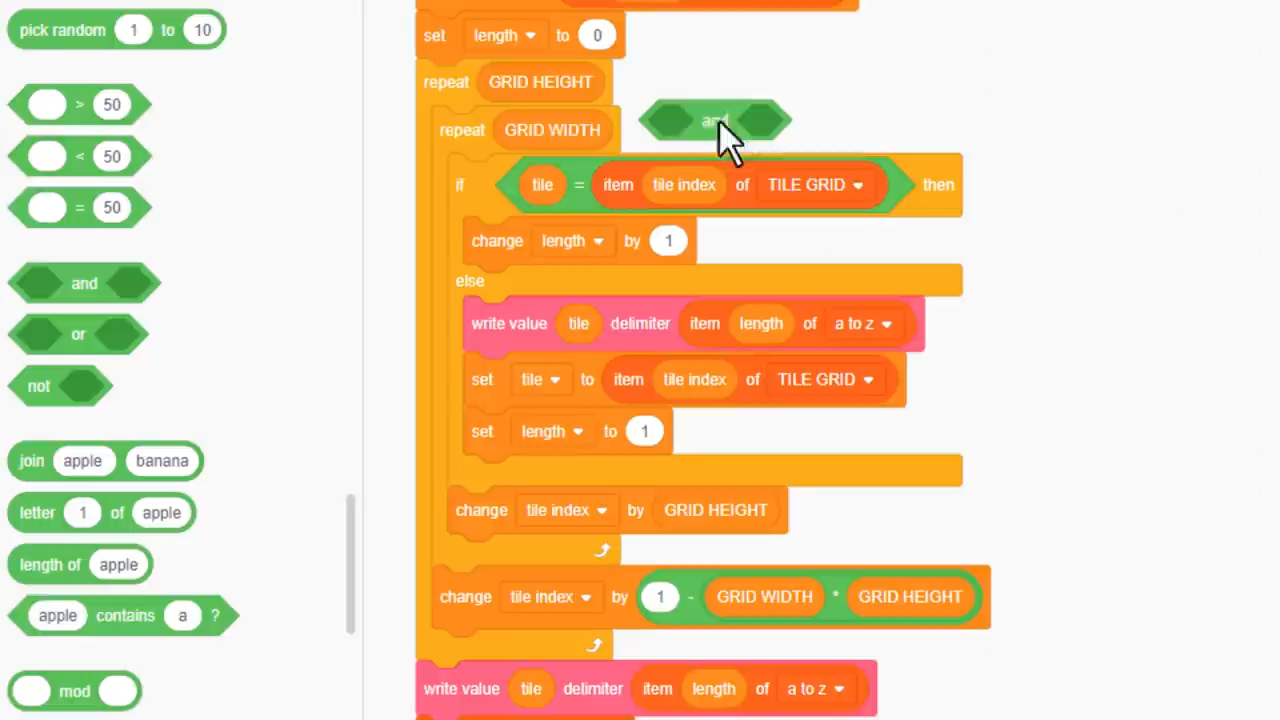 pick random 1 to 10
> 50
< 50
= 50
and
or
not
join apple banana
letter 1 of apple
length of apple
apple contains a ?
mod
set length to 0
repeat GRID HEIGHT
repeat GRID WIDTH
and
if tile = item tile index of TILE GRID then
change length by 1
else
write value tile delimiter item length of a to z
set tile to item tile index of TILE GRID
set length to 1
change tile index by GRID HEIGHT
change tile index by 1 - GRID WIDTH * GRID HEIGHT
write value tile delimiter item length of a to z